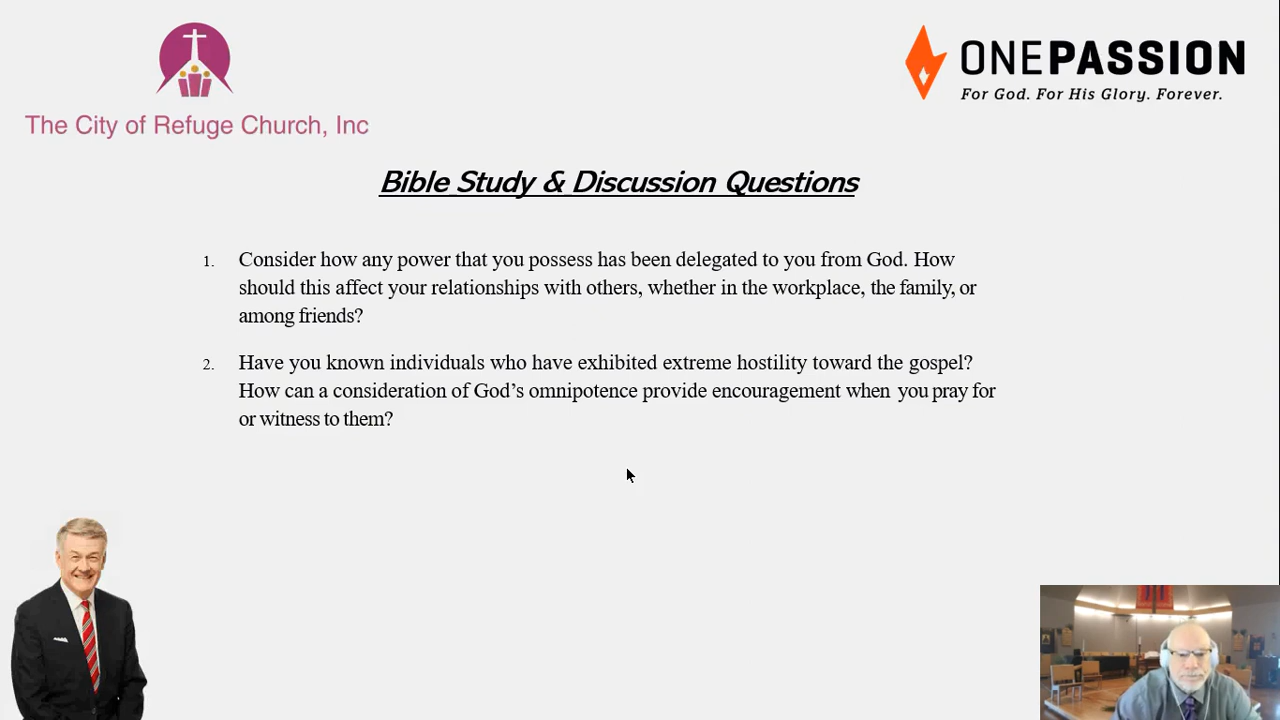 The City of Refuge Church, Inc
ONEPASSION
For God. For His Glory. Forever.
Bible Study & Discussion Questions
1. Consider how any power that you possess has been delegated to you from God. How
should this affect your relationships with others, whether in the workplace, the family, or
among friends?
2. Have you known individuals who have exhibited extreme hostility toward the gospel?
How can a consideration of God’s omnipotence provide encouragement when you pray for
or witness to them?